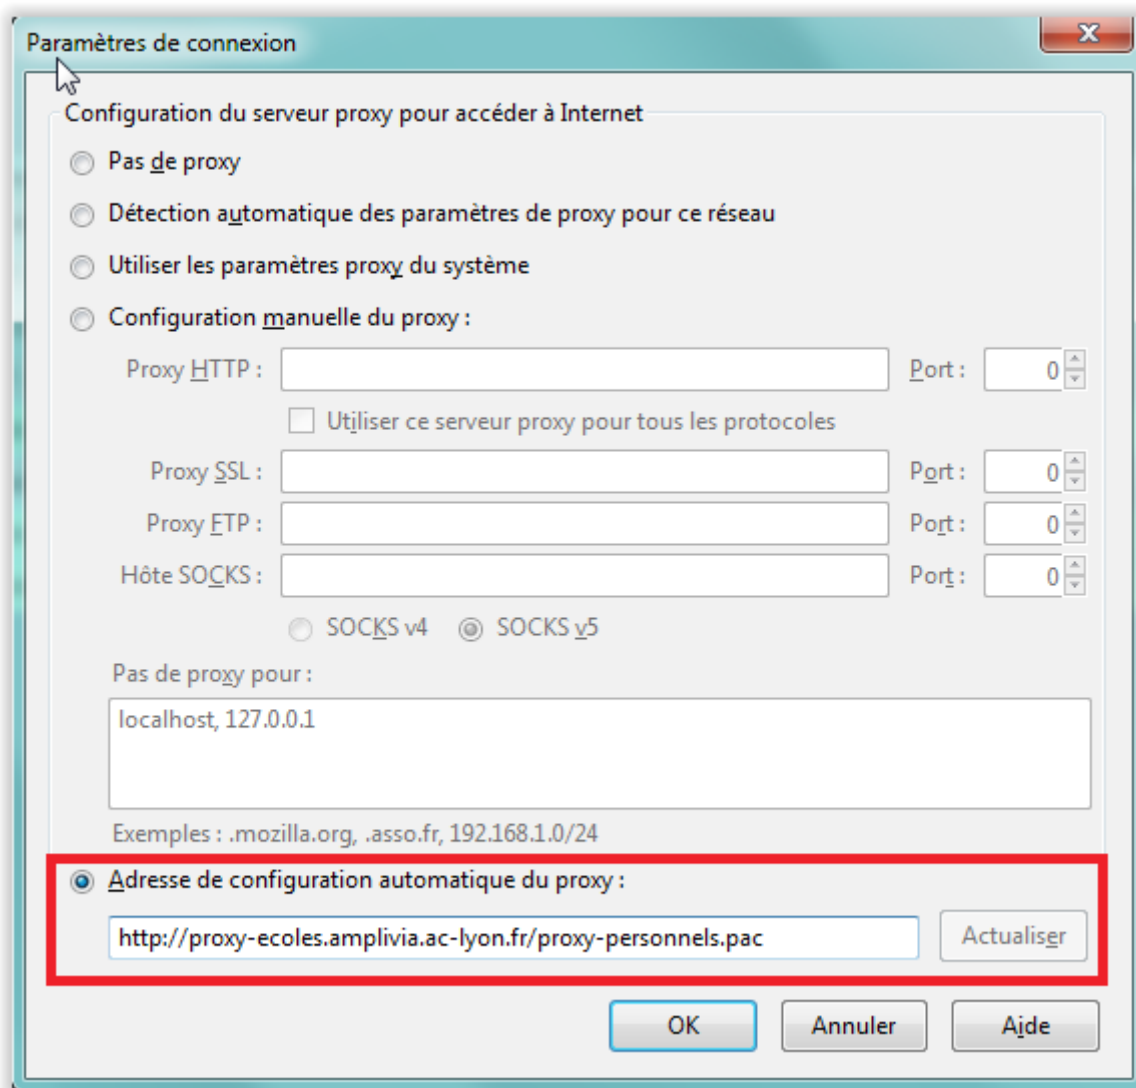 Paramètres de connexion
x
Configuration du serveur proxy pour accéder à Internet
Pas de proxy
Détection automatique des paramètres de proxy pour ce réseau
Utiliser les paramètres proxy du système
Configuration manuelle du proxy :
Proxy HTTP : Port : 0
Utiliser ce serveur proxy pour tous les protocoles
Proxy SSL : Port : 0
Proxy FTP : Port : 0
Hôte SOCKS : Port : 0
SOCKS v4 SOCKS v5
Pas de proxy pour :
localhost, 127.0.0.1
Exemples : .mozilla.org, .asso.fr, 192.168.1.0/24
Adresse de configuration automatique du proxy :
http://proxy-ecoles.amplivia.ac-lyon.fr/proxy-personnels.pac Actualiser
OK Annuler Aide